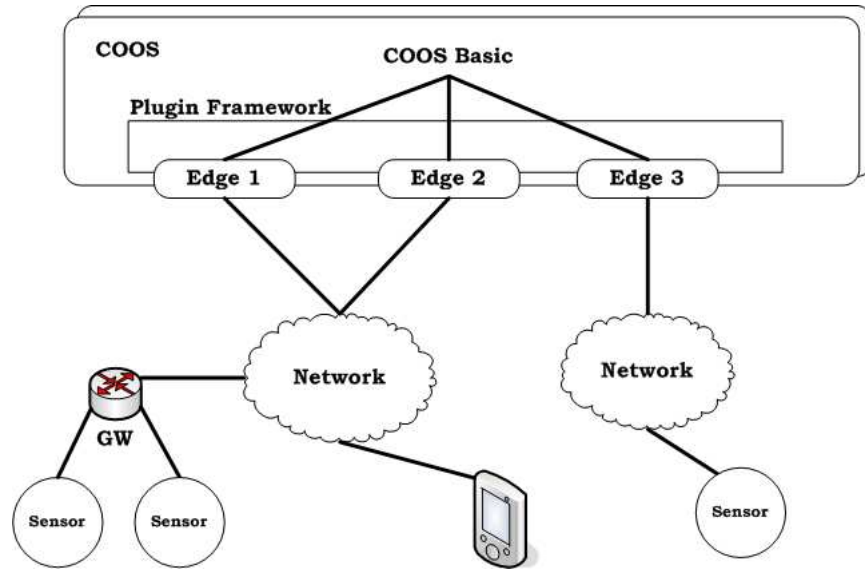 COOS
COOS Basic
Plugin Framework
Edge 1
Edge 2
Edge 3
Network
Network
GW
Sensor
Sensor
Sensor